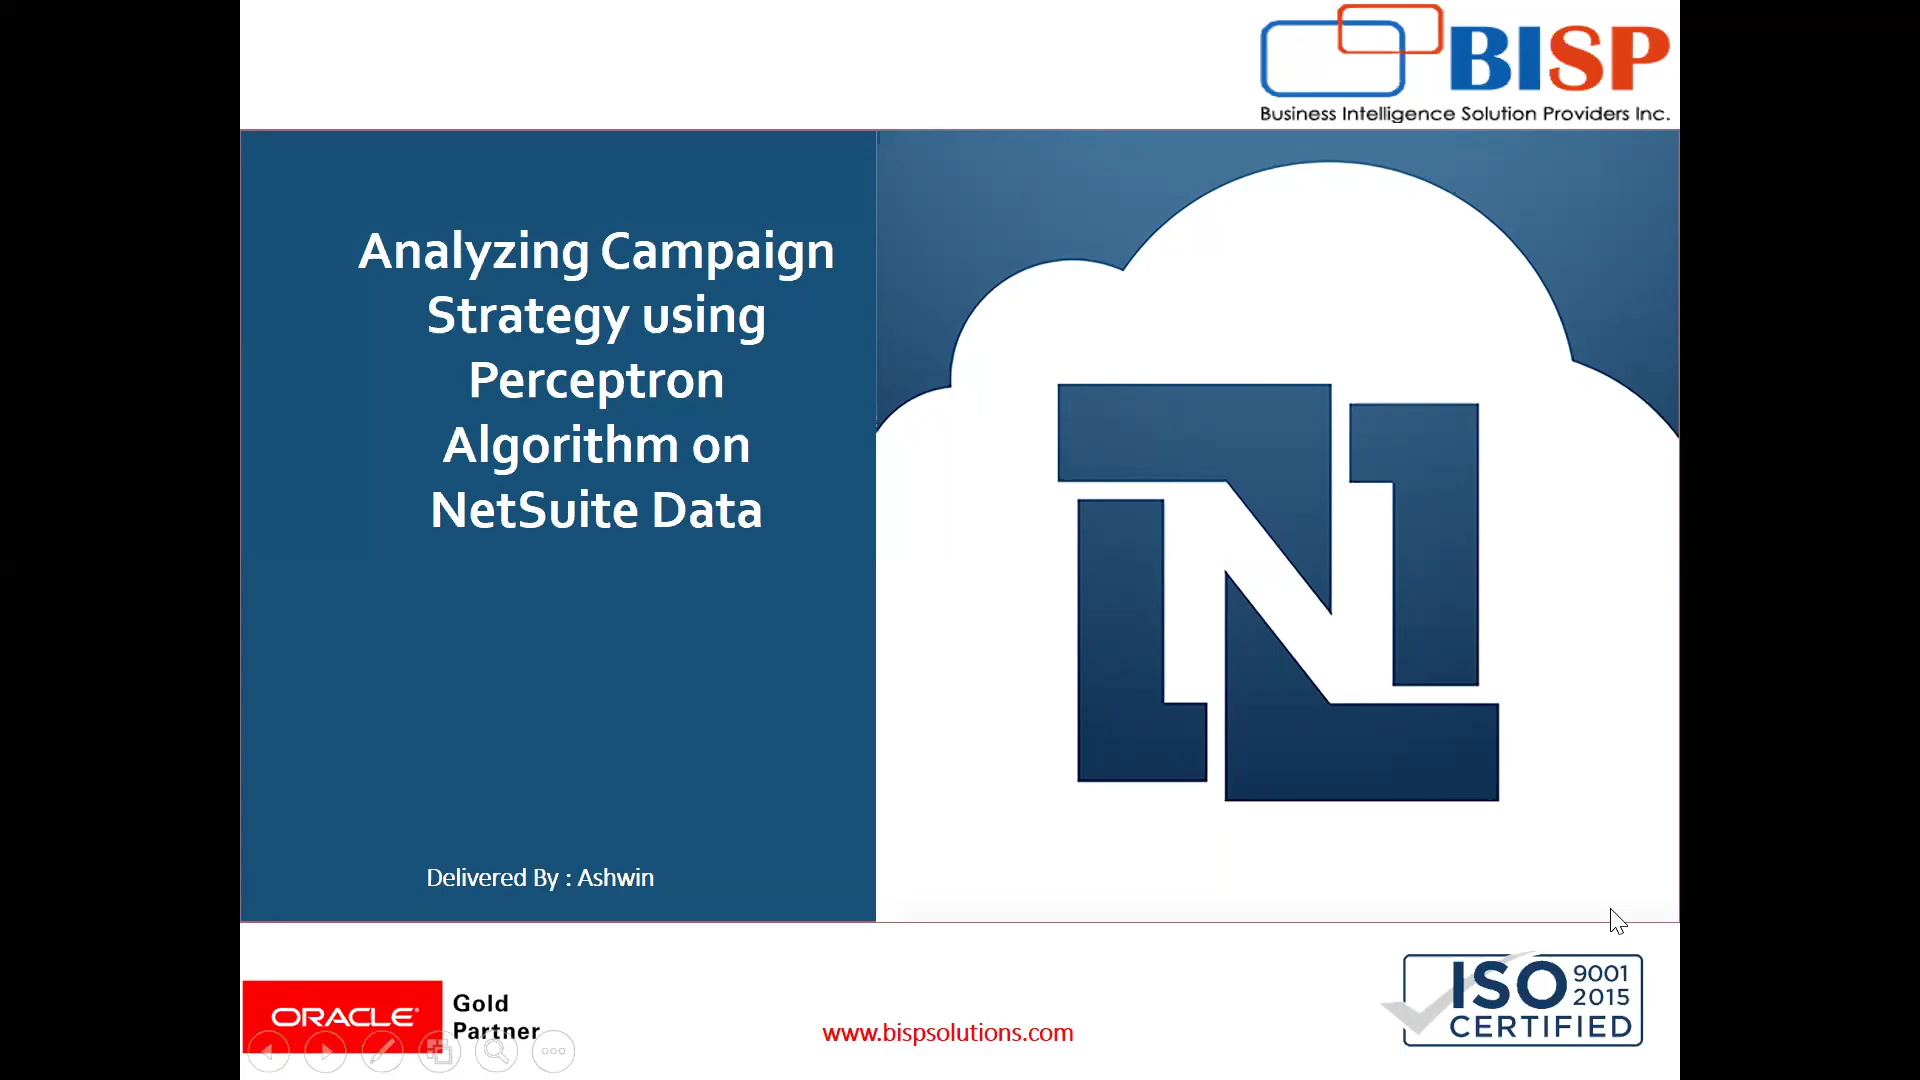 BISP
Business Intelligence Solution Providers Inc.
Analyzing Campaign
Strategy using
Perceptron
Algorithm on
NetSuite Data
N
Delivered By : Ashwin
ORACLE
Gold
Partner
www.bispsolutions.com
ISO 9001
2015
CERTIFIED